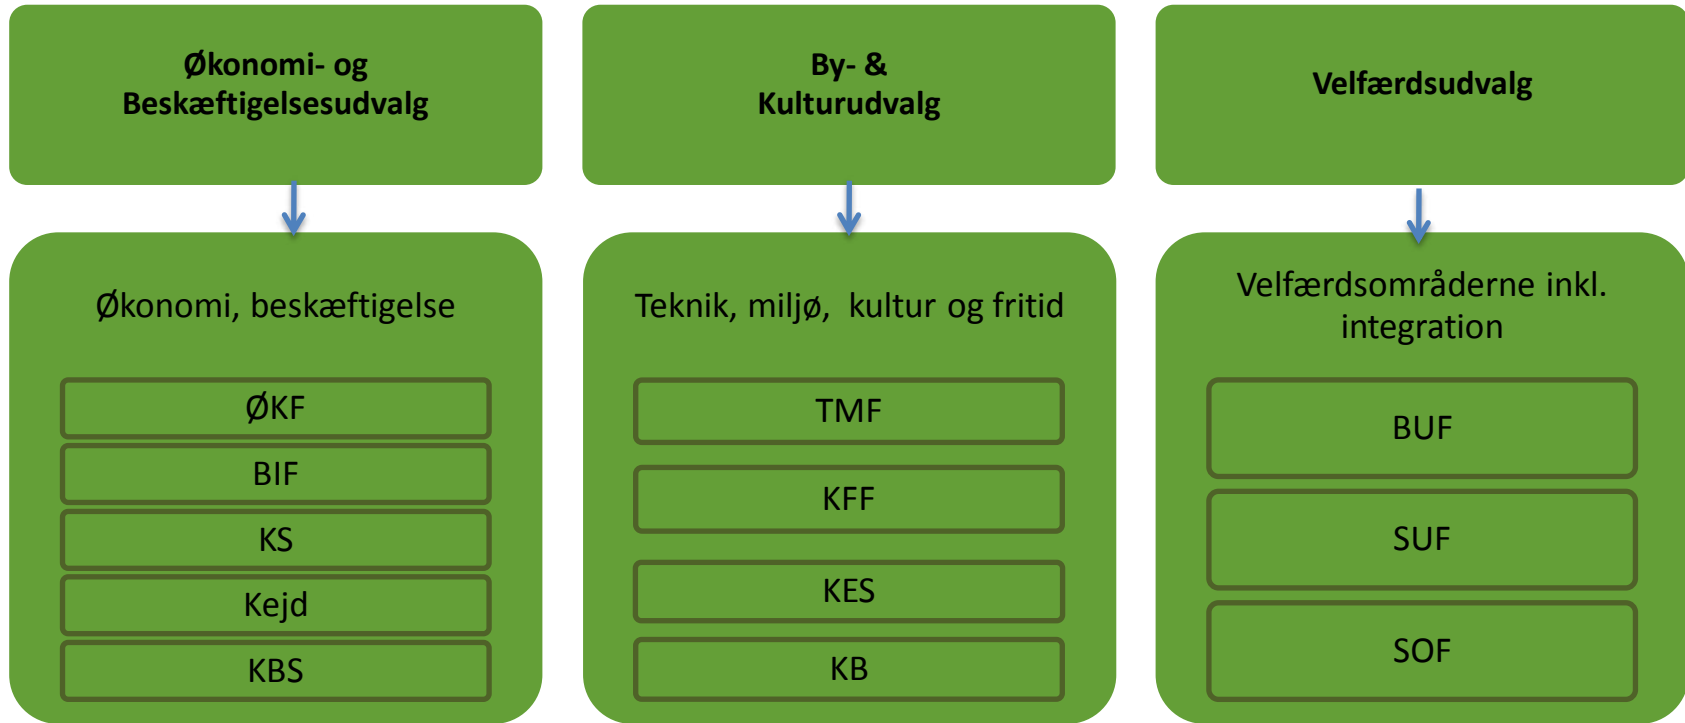 Økonomi- og
Beskæftigelsesudvalg
By- &
Kulturudvalg
Velfærdsudvalg
Økonomi, beskæftigelse
ØKF
BIF
KS
Kejd
KBS
Teknik, miljø, kultur og fritid
TMF
KFF
KES
KB
Velfærdsområderne inkl.
integration
BUF
SUF
SOF